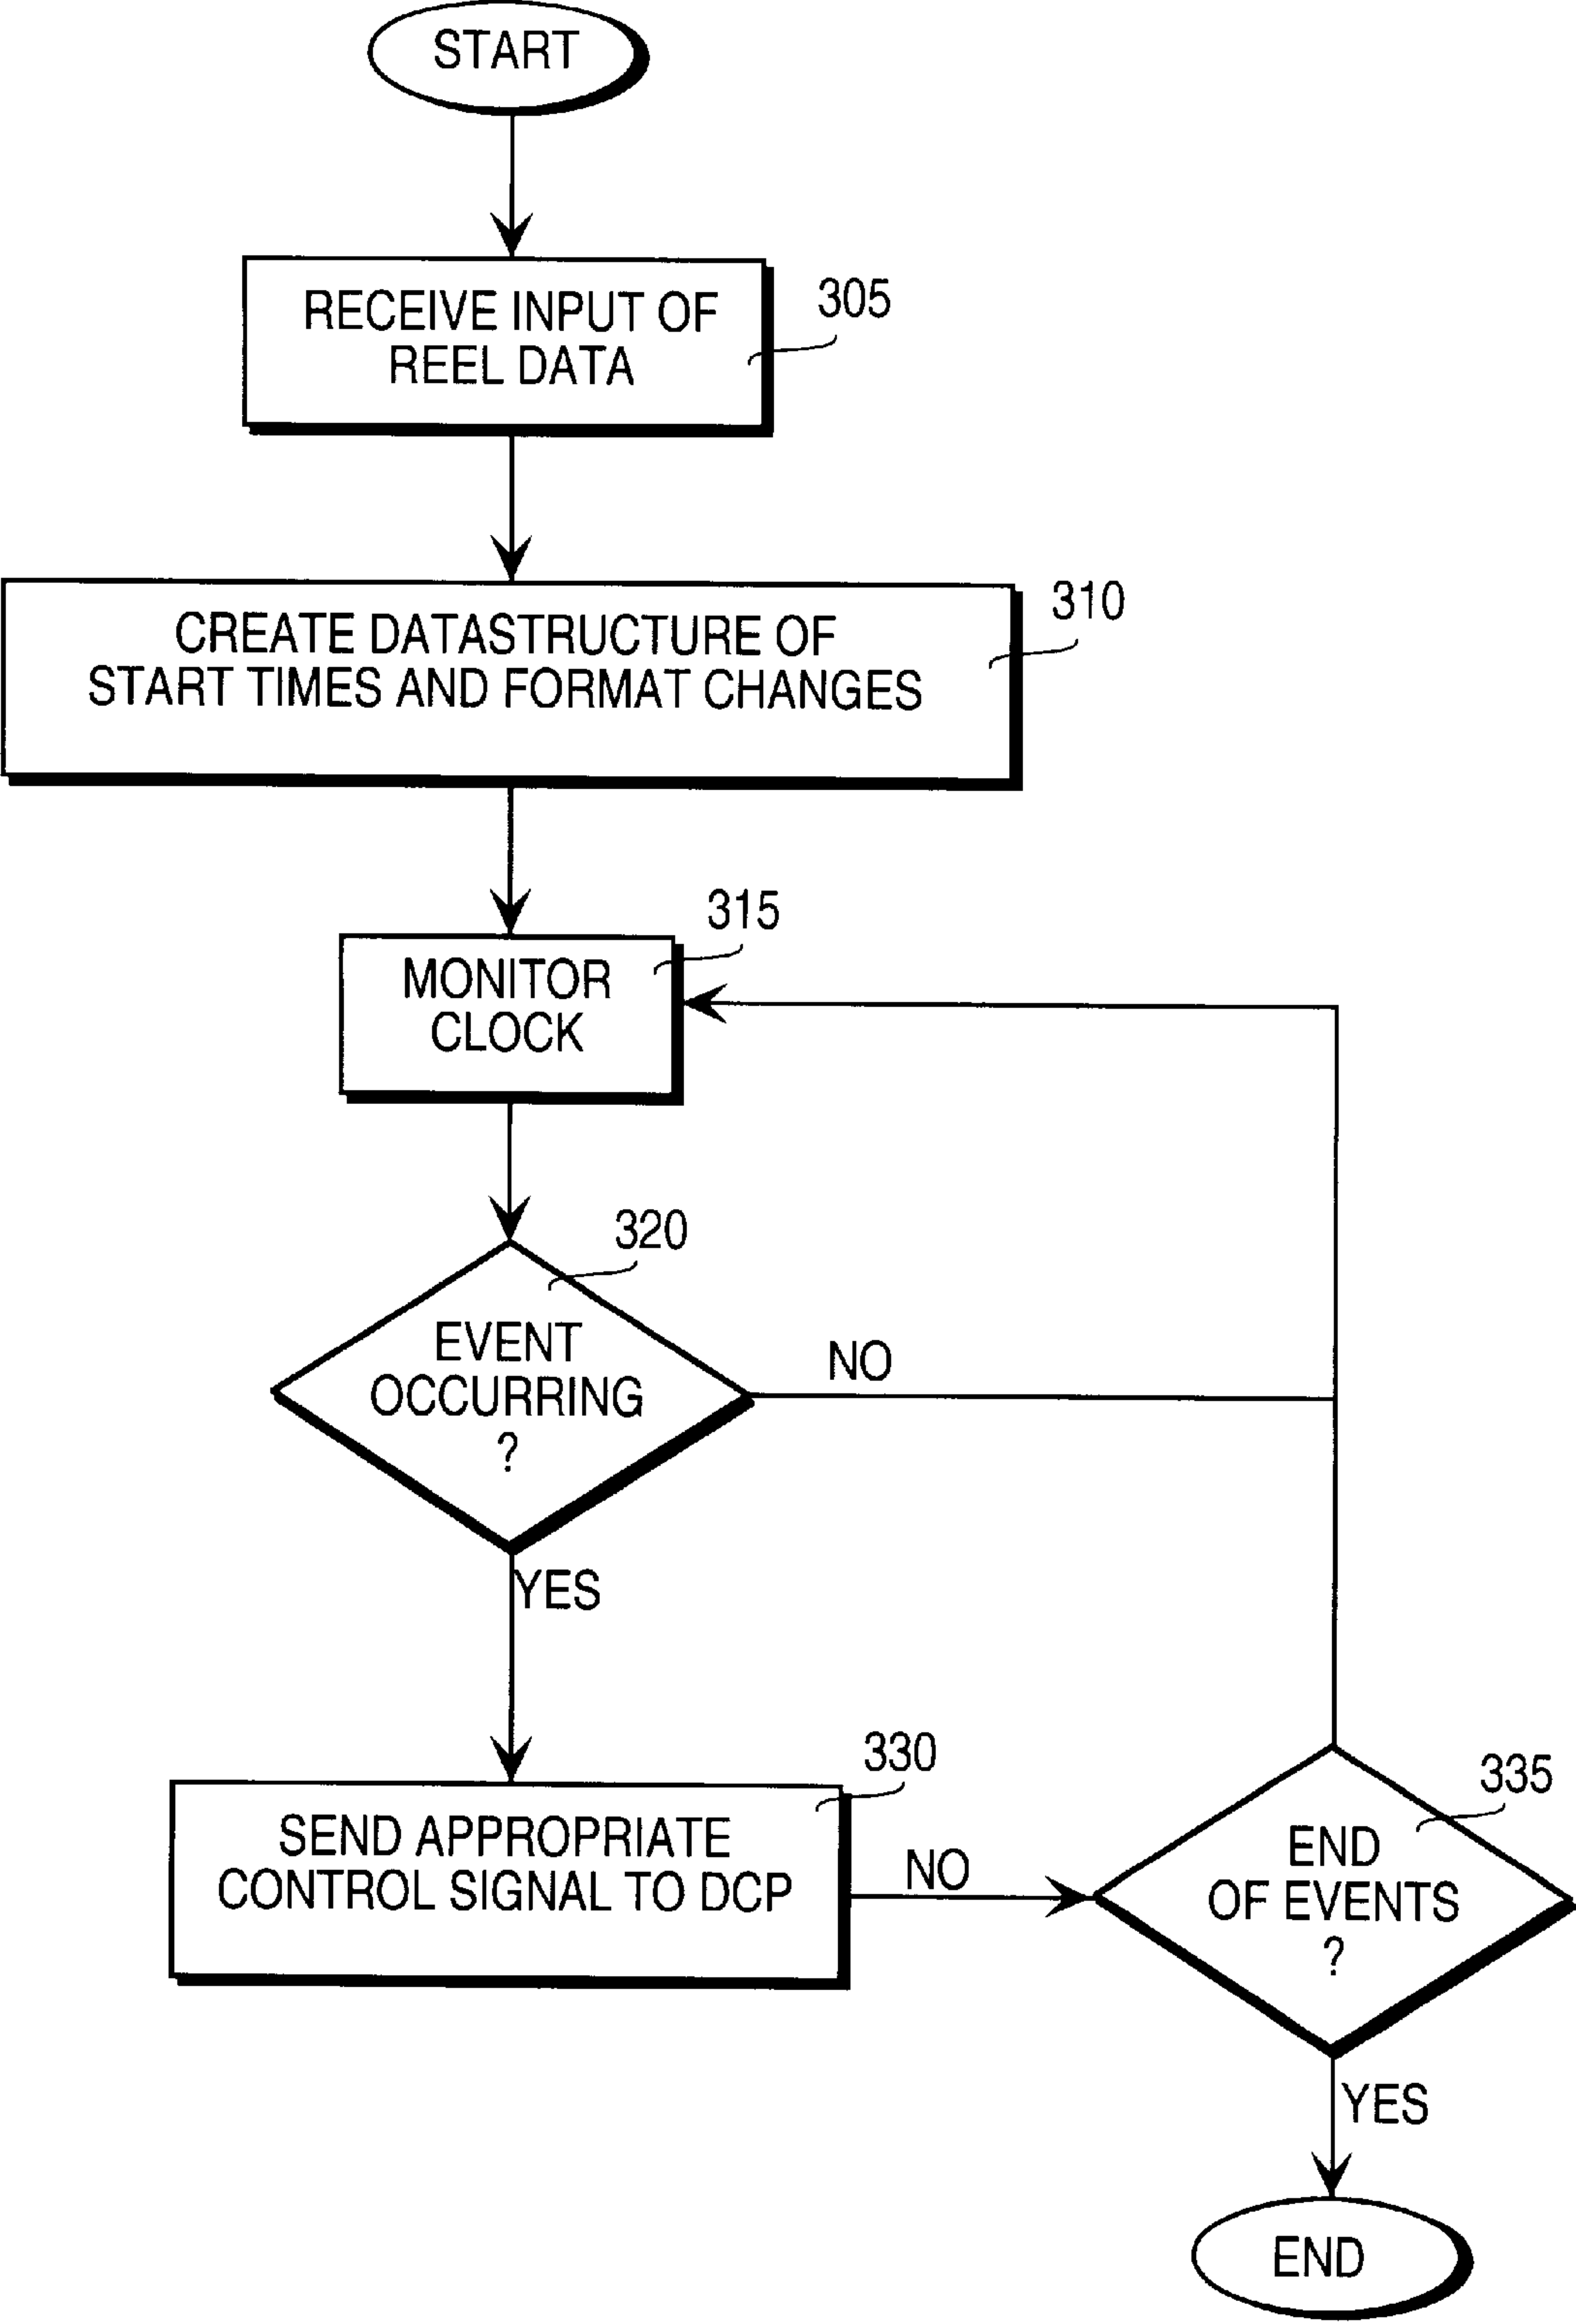 START
RECEIVE INPUT OF
REEL DATA
305
CREATE DATASTRUCTURE OF
START TIMES AND FORMAT CHANGES
310
315
MONITOR
CLOCK
320
EVENT
OCCURRING
?
NO
YES
330
SEND APPROPRIATE
CONTROL SIGNAL TO DCP
NO
335
END
OF EVENTS
?
YES
END